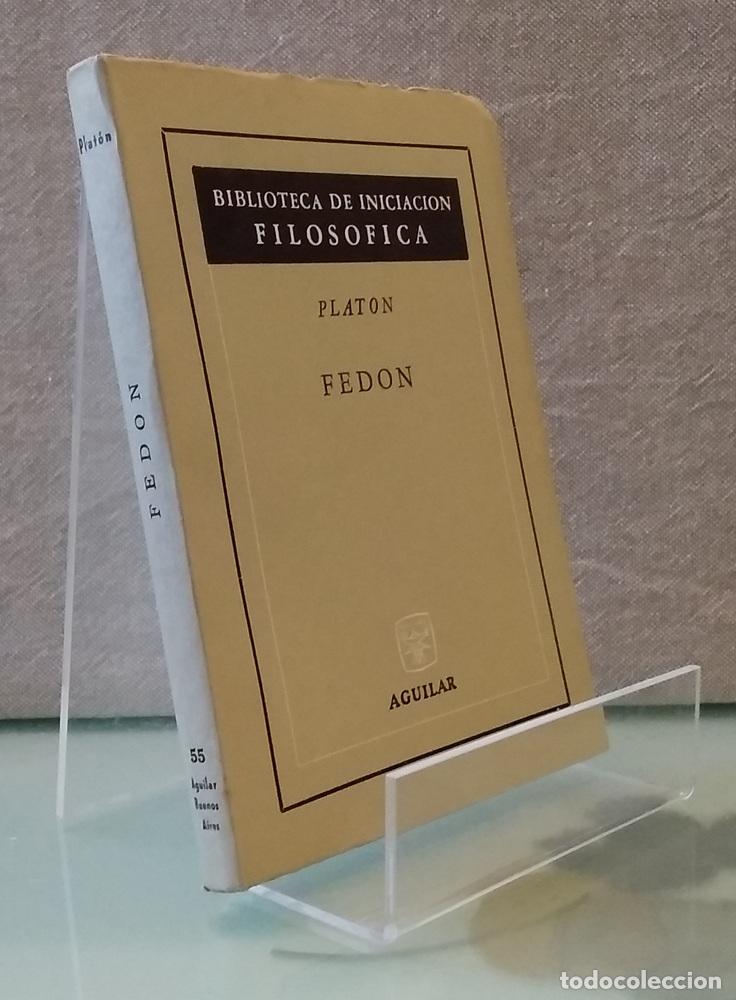 Platón
FEDON
55
Aguilar
Buenos
Aires
BIBLIOTECA DE INICIACION
FILOSOFICA
PLATON
FEDON
AGUILAR
todocoleccion